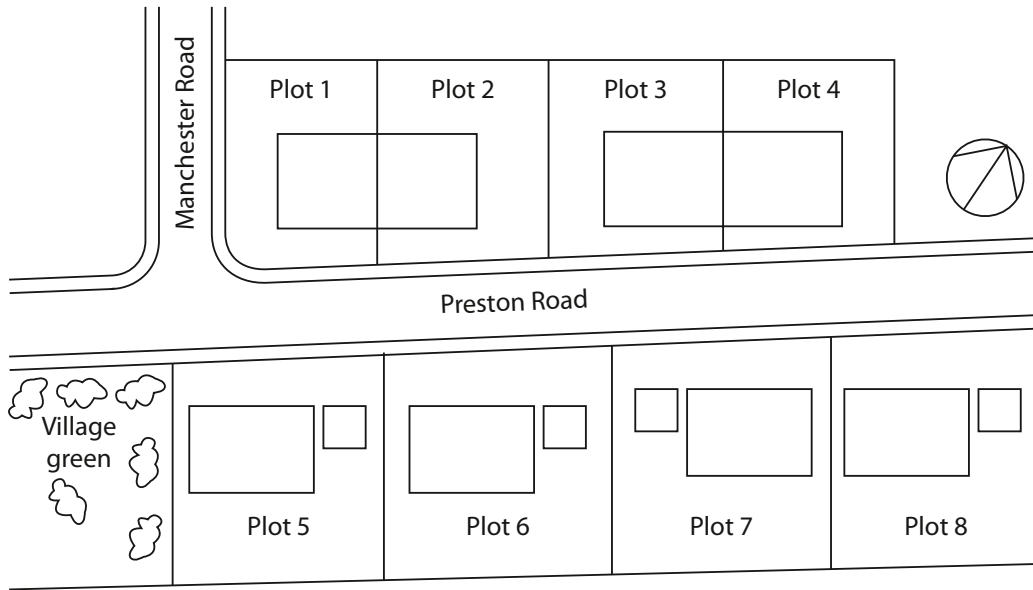 Manchester Road
Plot 1
Plot 2
Plot 3
Plot 4
Preston Road
Village
green
Plot 5
Plot 6
Plot 7
Plot 8